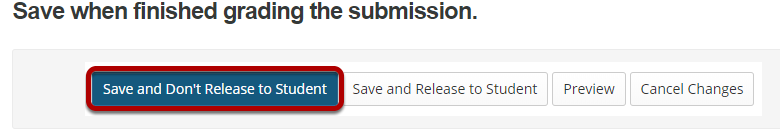 Save when finished grading the submission.
Save and Don't Release to Student Save and Release to Student Preview Cancel Changes